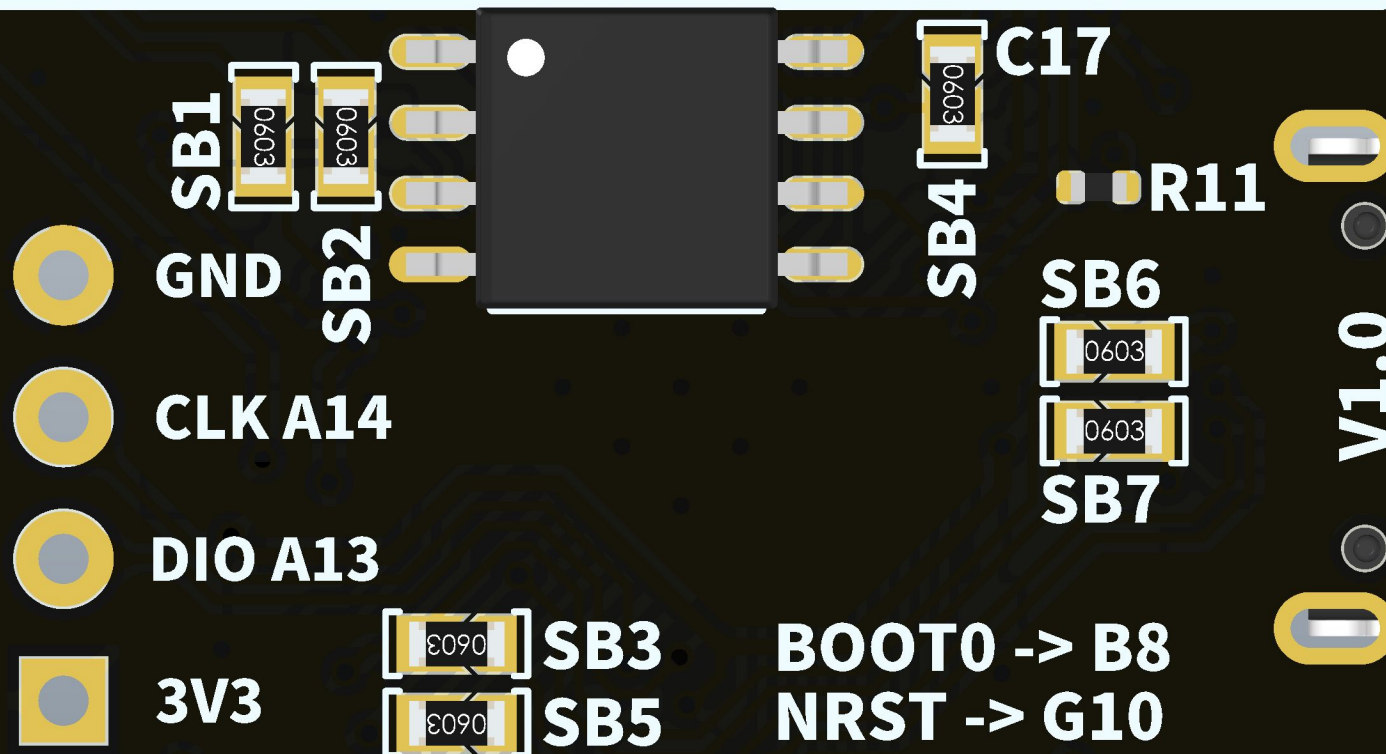 C17
SB1
0603
0603
0603
R11
SB4
SB2
GND
SB6
0603
V1.0
CLK A14
0603
SB7
DIO A13
0603
SB3
BOOT0 -> B8
3V3
0603
SB5
NRST -> G10